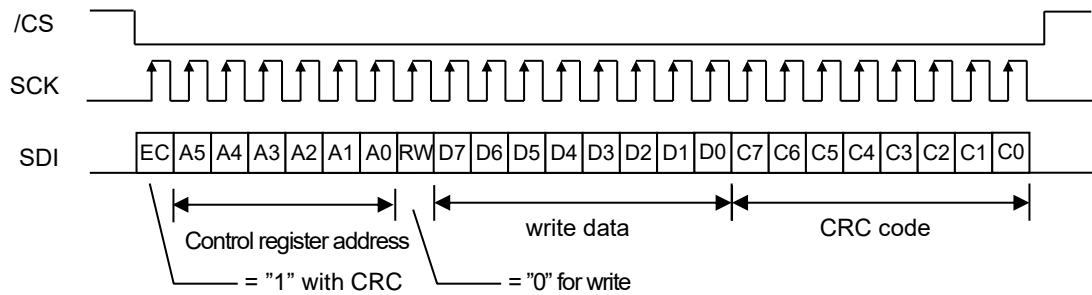 /CS
SCK
SDI EC A5 A4 A3 A2 A1 A0 RW D7 D6 D5 D4 D3 D2 D1 D0 C7 C6 C5 C4 C3 C2 C1 C0
Control register address write data CRC code
= ”1” with CRC = ”0” for write